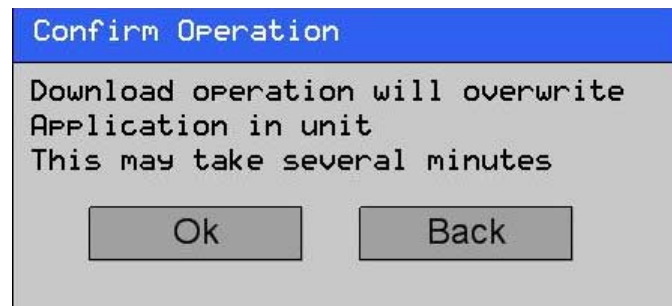 Confirm Operation
Download operation will overwrite
Application in unit
This may take several minutes
Ok
Back